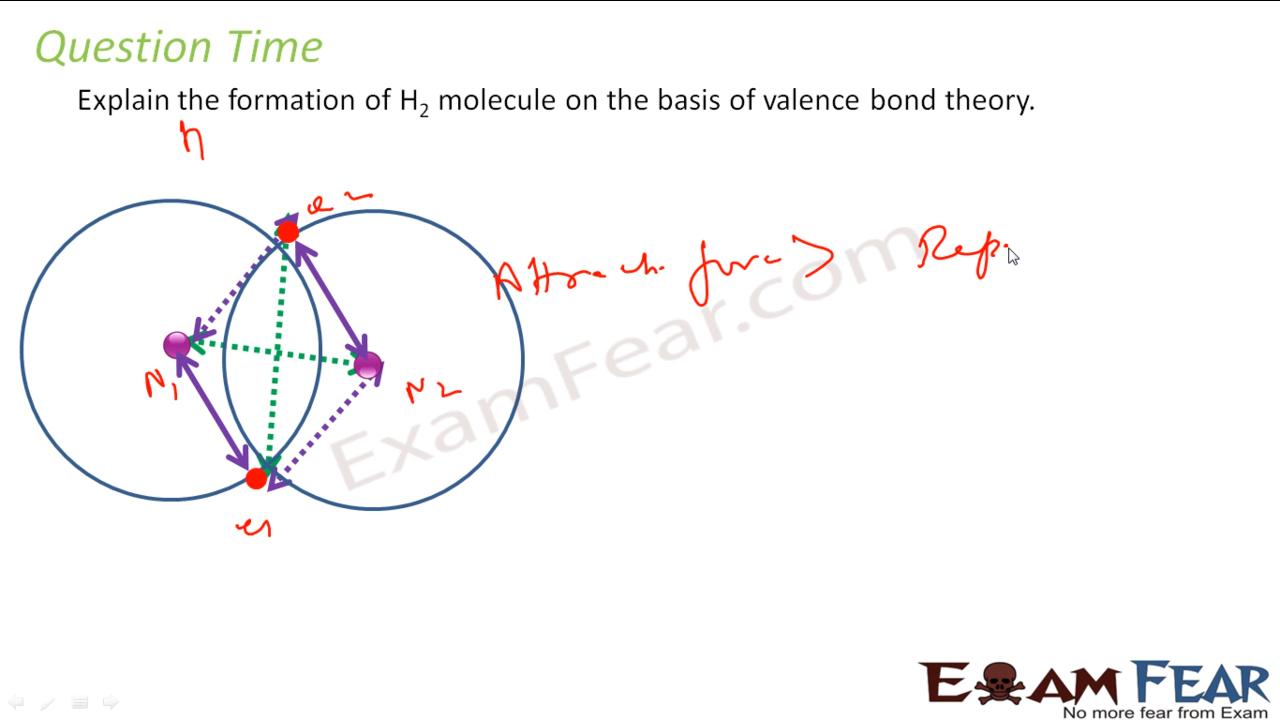 Question Time
Explain the formation of H₂ molecule on the basis of valence bond theory.
e2
Attrach. force > Rep
N1
N2
e1
ExamFear.com
EXAM FEAR
No more fear from Exam